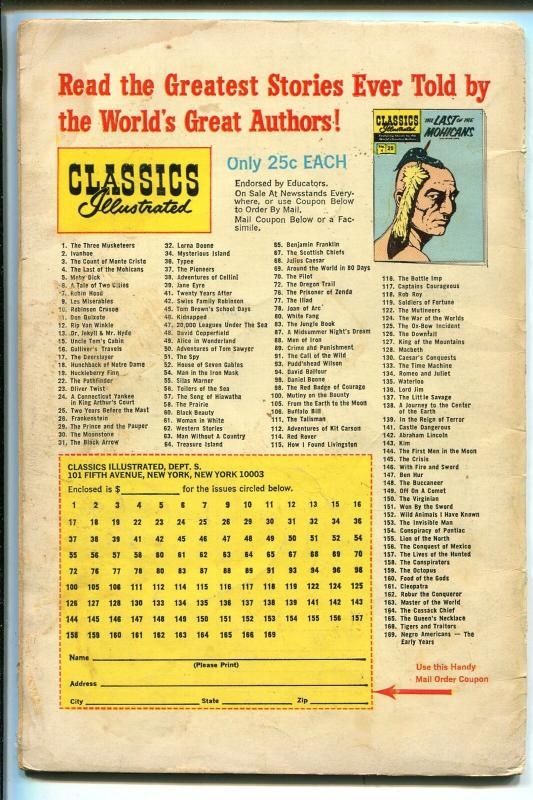 Read the Greatest Stories Ever Told by
the World's Great Authors!
CLASSICS
Illustrated
Only 25c EACH
Endorsed by Educators.
On Sale At Newsstands Every-
where, or use Coupon Below
to Order By Mail.
Mail Coupon Below or a Fac-
simile.
CLASSICS
Illustrated
THE LAST OF THE
MOHICANS
1. The Three Musketeers
2. Ivanhoe
3. The Count of Monte Cristo
4. The Last of the Mohicans
5. Moby Dick
6. A Tale of Two Cities
7. Robin Hood
9. Les Miserables
10. Robinson Crusoe
11. Don Quixote
12. Rip Van Winkle
13. Dr. Jekyll & Mr. Hyde
15. Uncle Tom's Cabin
16. Gulliver's Travels
17. The Deerslayer
18. Hunchback of Notre Dame
19. Huckleberry Finn
22. The Pathfinder
23. Oliver Twist
24. A Connecticut Yankee
in King Arthur's Court
25. Two Years Before the Mast
26. Frankenstein
29. The Prince and the Pauper
30. The Moonstone
31. The Black Arrow
32. Lorna Doone
34. Mysterious Island
36. Typee
37. The Pioneers
38. Adventures of Cellini
39. Jane Eyre
41. Twenty Years After
42. Swiss Family Robinson
45. Tom Brown's School Days
46. Kidnapped
47. 20,000 Leagues Under The Sea
48. David Copperfield
49. Alice in Wonderland
50. Adventures of Tom Sawyer
51. The Spy
52. House of Seven Gables
54. Man in the Iron Mask
55. Silas Marner
56. Toilers of the Sea
57. The Song of Hiawatha
58. The Prairie
60. Black Beauty
61. Woman in White
62. Western Stories
63. Man Without A Country
64. Treasure Island
65. Benjamin Franklin
67. The Scottish Chiefs
68. Julius Caesar
69. Around the World in 80 Days
70. The Pilot
72. The Oregon Trail
76. The Prisoner of Zenda
77. The Iliad
78. Joan of Arc
80. White Fang
83. The Jungle Book
87. A Midsummer Night's Dream
88. Men of Iron
89. Crime and Punishment
91. The Call of the Wild
93. Pudd'nhead Wilson
94. David Balfour
96. Daniel Boone
98. The Red Badge of Courage
100. Mutiny on the Bounty
105. From the Earth to the Moon
106. Buffalo Bill
111. The Talisman
112. Adventures of Kit Carson
114. Red Rover
115. How I Found Livingston
116. The Bottle Imp
117. Captains Courageous
118. Rob Roy
119. Soldiers of Fortune
122. The Mutineers
124. The War of the Worlds
125. The Ox-Bow Incident
126. The Downfall
127. King of the Mountains
128. Macbeth
130. Caesar's Conquests
133. The Time Machine
134. Romeo and Juliet
135. Waterloo
136. Lord Jim
137. The Little Savage
138. A Journey to the Center
of the Earth
139. In the Reign of Terror
141. Castle Dangerous
142. Abraham Lincoln
143. Kim
144. The First Men in the Moon
145. The Crisis
146. With Fire and Sword
147. Ben Hur
148. The Buccaneer
149. Off On A Comet
150. The Virginian
151. Won By the Sword
152. Wild Animals I Have Known
153. The Invisible Man
154. Conspiracy of Pontiac
155. Lion of the North
156. The Conquest of Mexico
157. The Lives of the Hunted
158. The Conspirators
159. The Octopus
160. Food of the Gods
161. Cleopatra
162. Robur the Conqueror
163. Master of the World
164. The Cossack Chief
165. The Queen's Necklace
166. Tigers and Traitors
169. Negro Americans — The
Early Years
CLASSICS ILLUSTRATED, DEPT. S.
101 FIFTH AVENUE, NEW YORK, NEW YORK 10003
Enclosed is $ for the issues circled below.
1 2 3 4 5 6 7 9 10 11 12 13 15 16
17 18 19 22 23 24 25 26 29 30 31 32 34 36
37 38 39 41 42 45 46 47 48 49 50 51 52 54
55 56 57 58 60 61 62 63 64 65 67 68 69 70
72 76 77 78 80 83 87 88 89 91 93 94 96 98
100 105 106 111 112 114 115 116 117 118 119 122 124 125
126 127 128 130 133 134 135 136 137 138 139 141 142 143
144 145 146 147 148 149 150 151 152 153 154 155 156 157
158 159 160 161 162 163 164 165 166 169
Name
(Please Print)
Address
City State Zip
Use this Handy
Mail Order Coupon